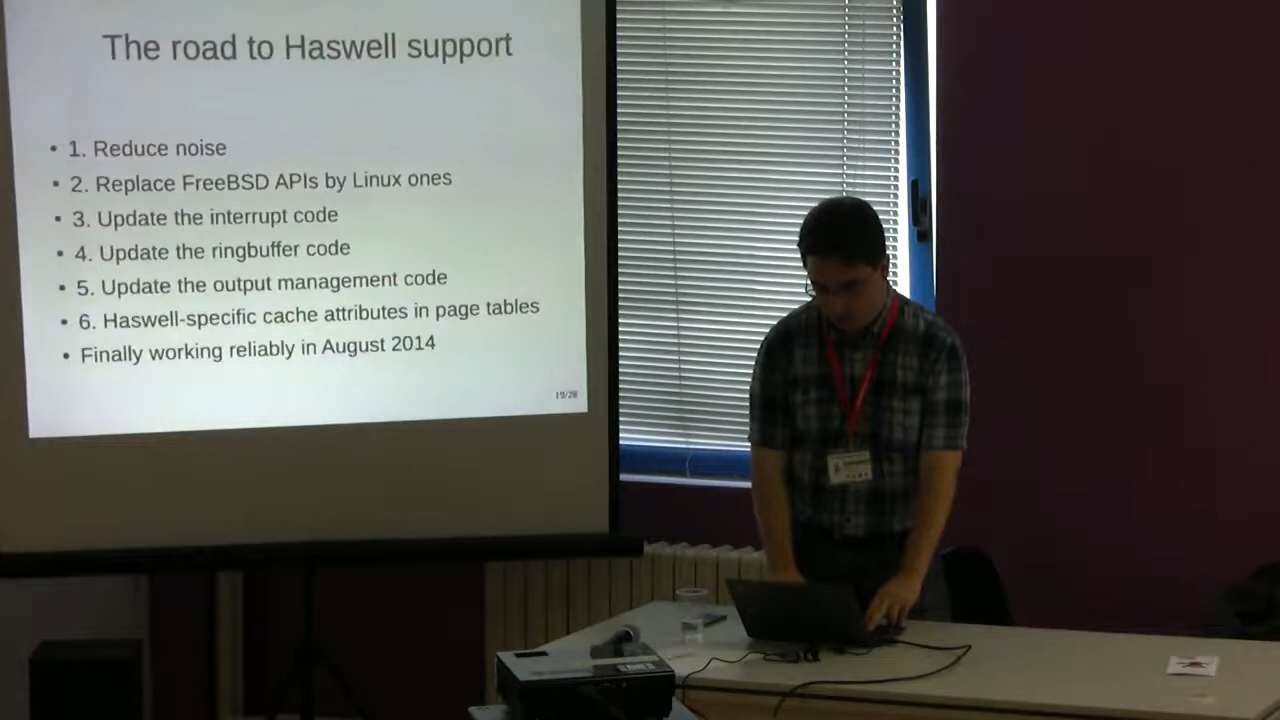 The road to Haswell support
• 1. Reduce noise
• 2. Replace FreeBSD APIs by Linux ones
• 3. Update the interrupt code
• 4. Update the ringbuffer code
• 5. Update the output management code
• 6. Haswell-specific cache attributes in page tables
• Finally working reliably in August 2014
19/28